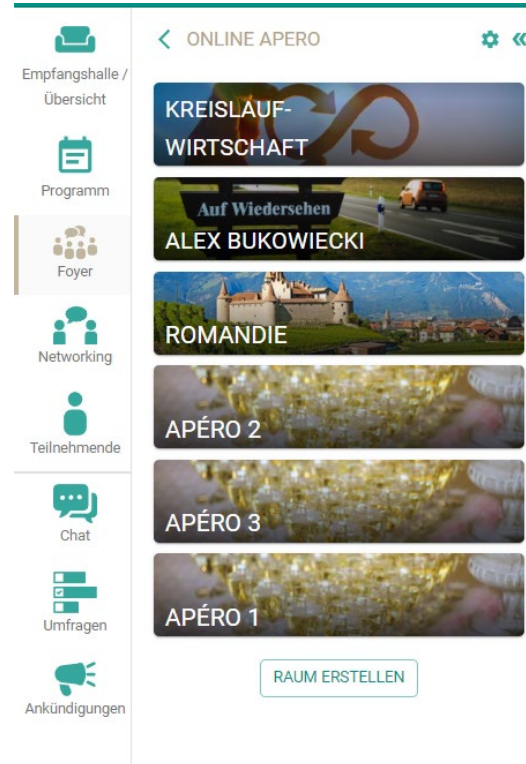 Empfangshalle /
Übersicht
Programm
Foyer
Networking
Teilnehmende
Chat
Umfragen
Ankündigungen
ONLINE APERO
KREISLAUF-
WIRTSCHAFT
Auf Wiedersehen
ALEX BUKOWIECKI
ROMANDIE
APÉRO 2
APÉRO 3
APÉRO 1
RAUM ERSTELLEN